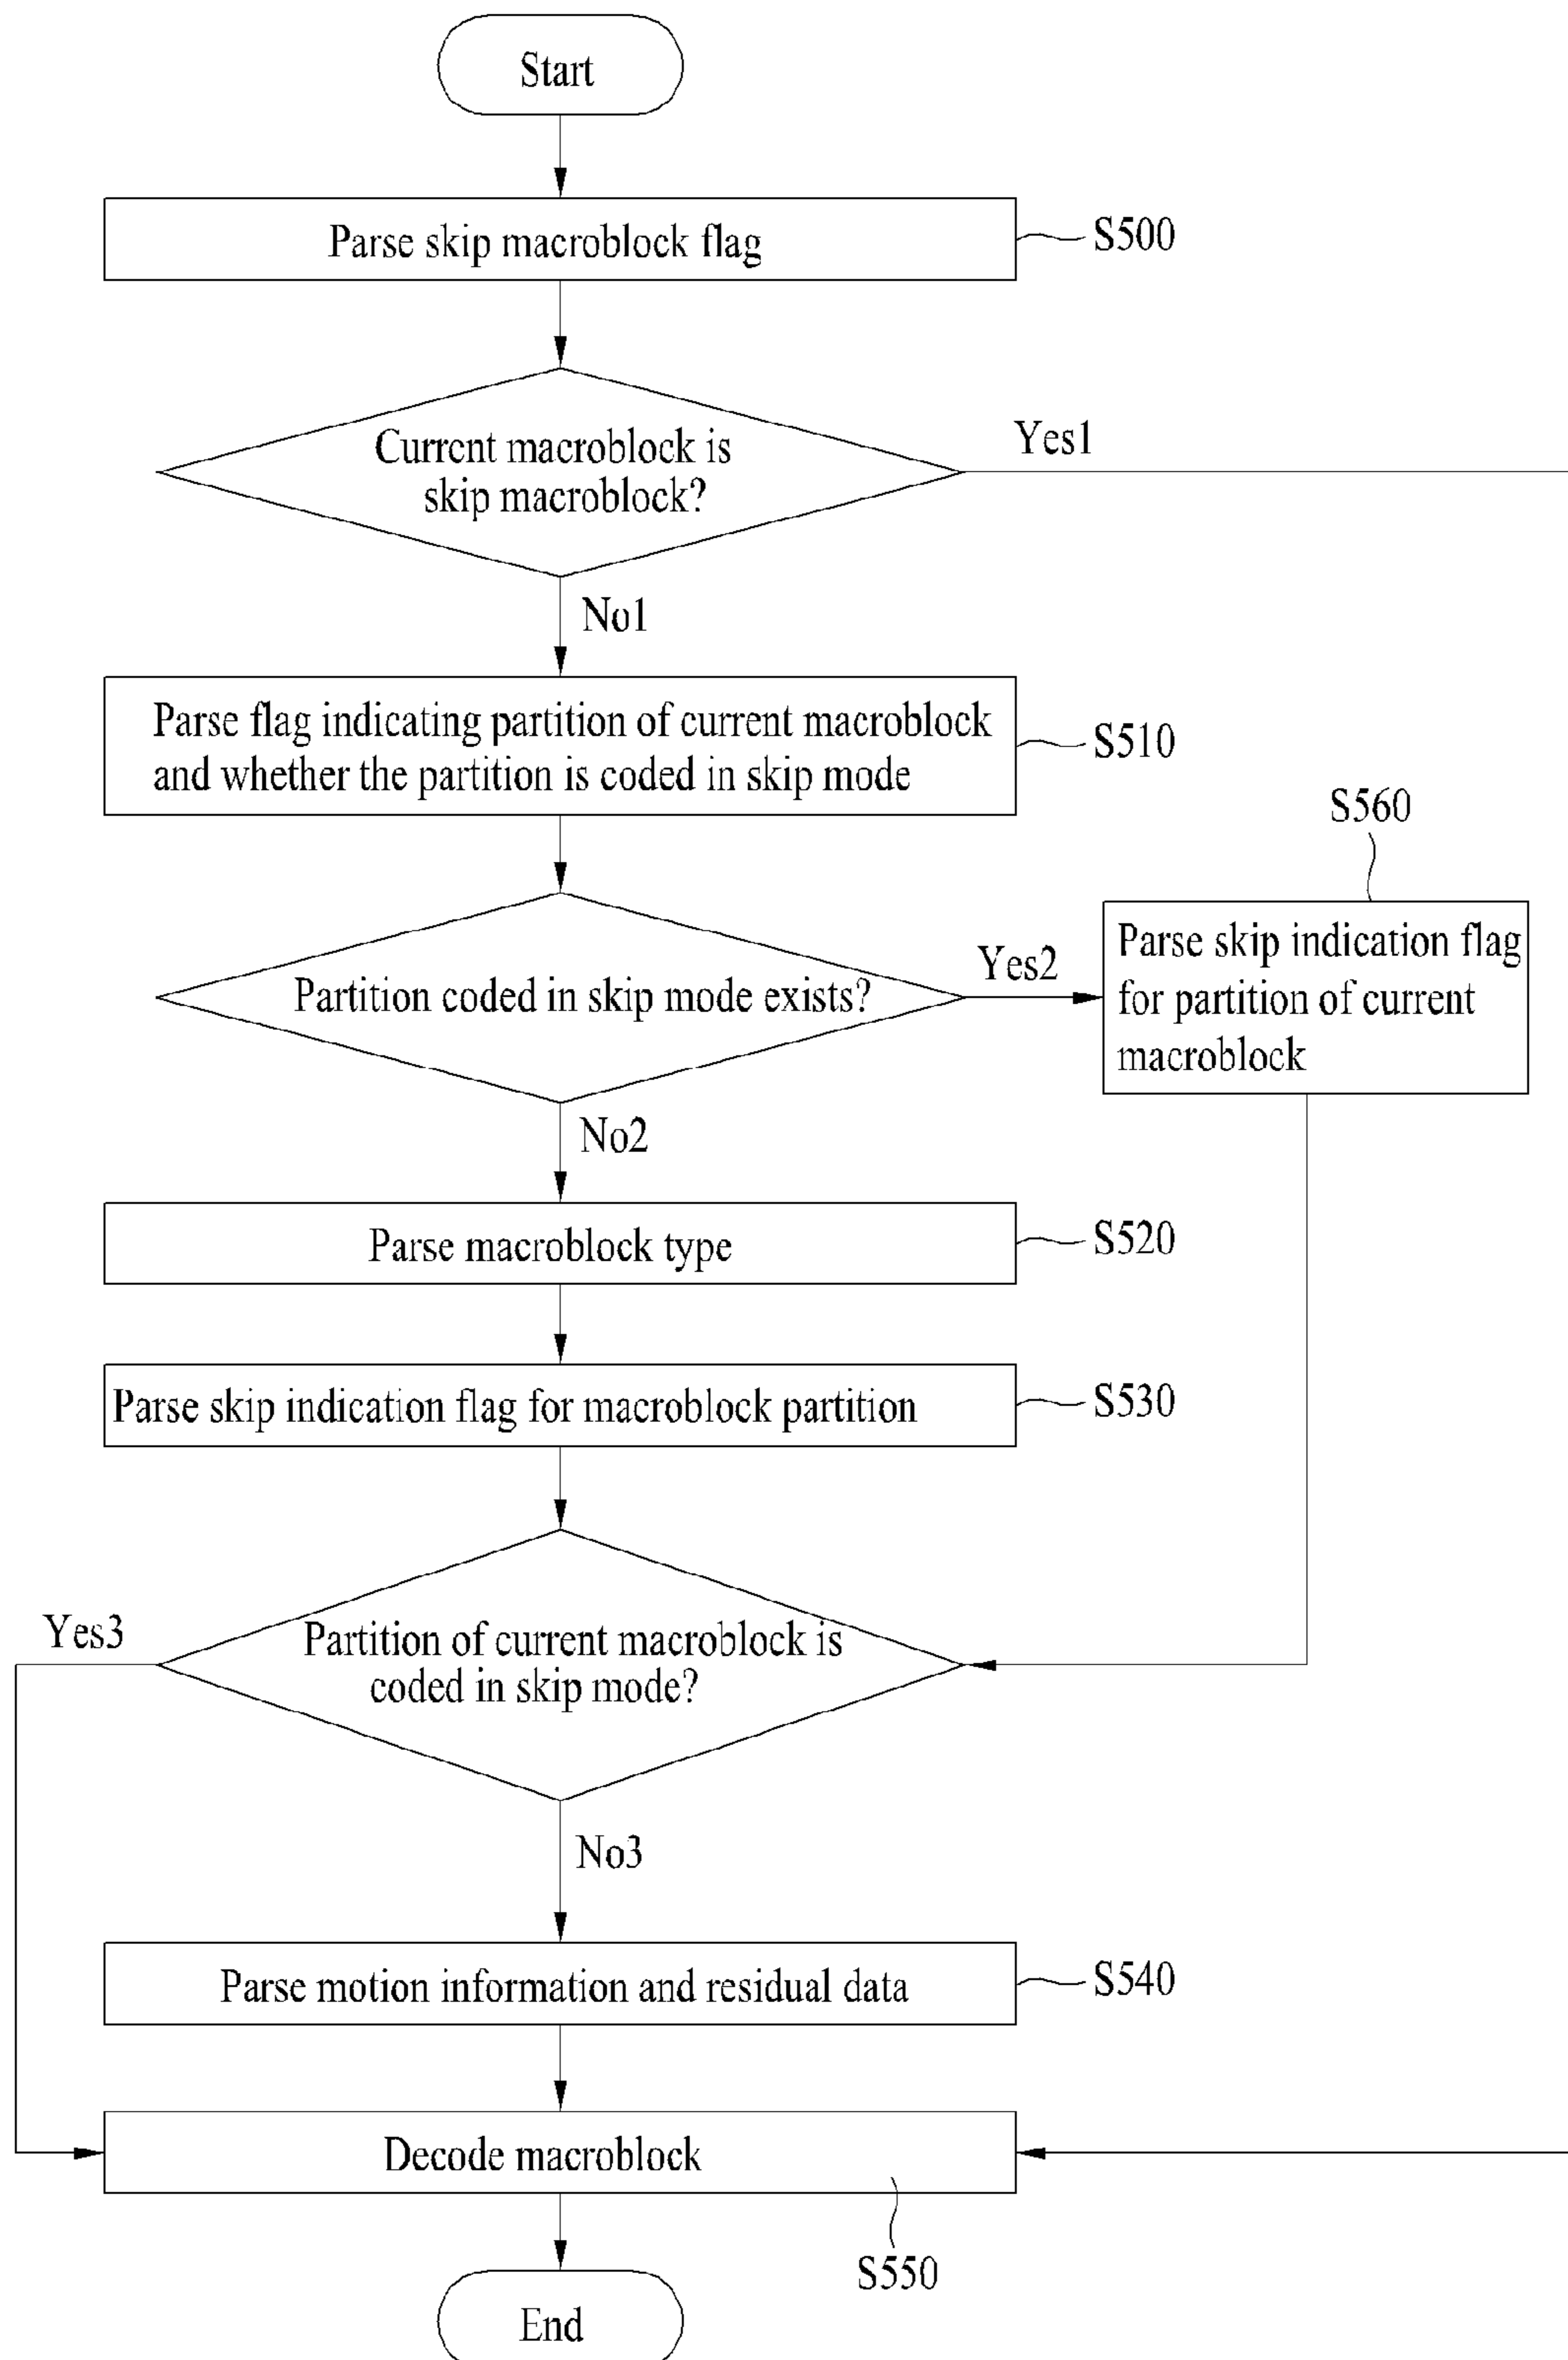 Start
Parse skip macroblock flag
S500
Current macroblock is
skip macroblock?
Yes1
No1
Parse flag indicating partition of current macroblock
and whether the partition is coded in skip mode
S510
S560
Partition coded in skip mode exists?
Yes2
Parse skip indication flag
for partition of current
macroblock
No2
Parse macroblock type
S520
Parse skip indication flag for macroblock partition
S530
Yes3
Partition of current macroblock is
coded in skip mode?
No3
Parse motion information and residual data
S540
Decode macroblock
S550
End